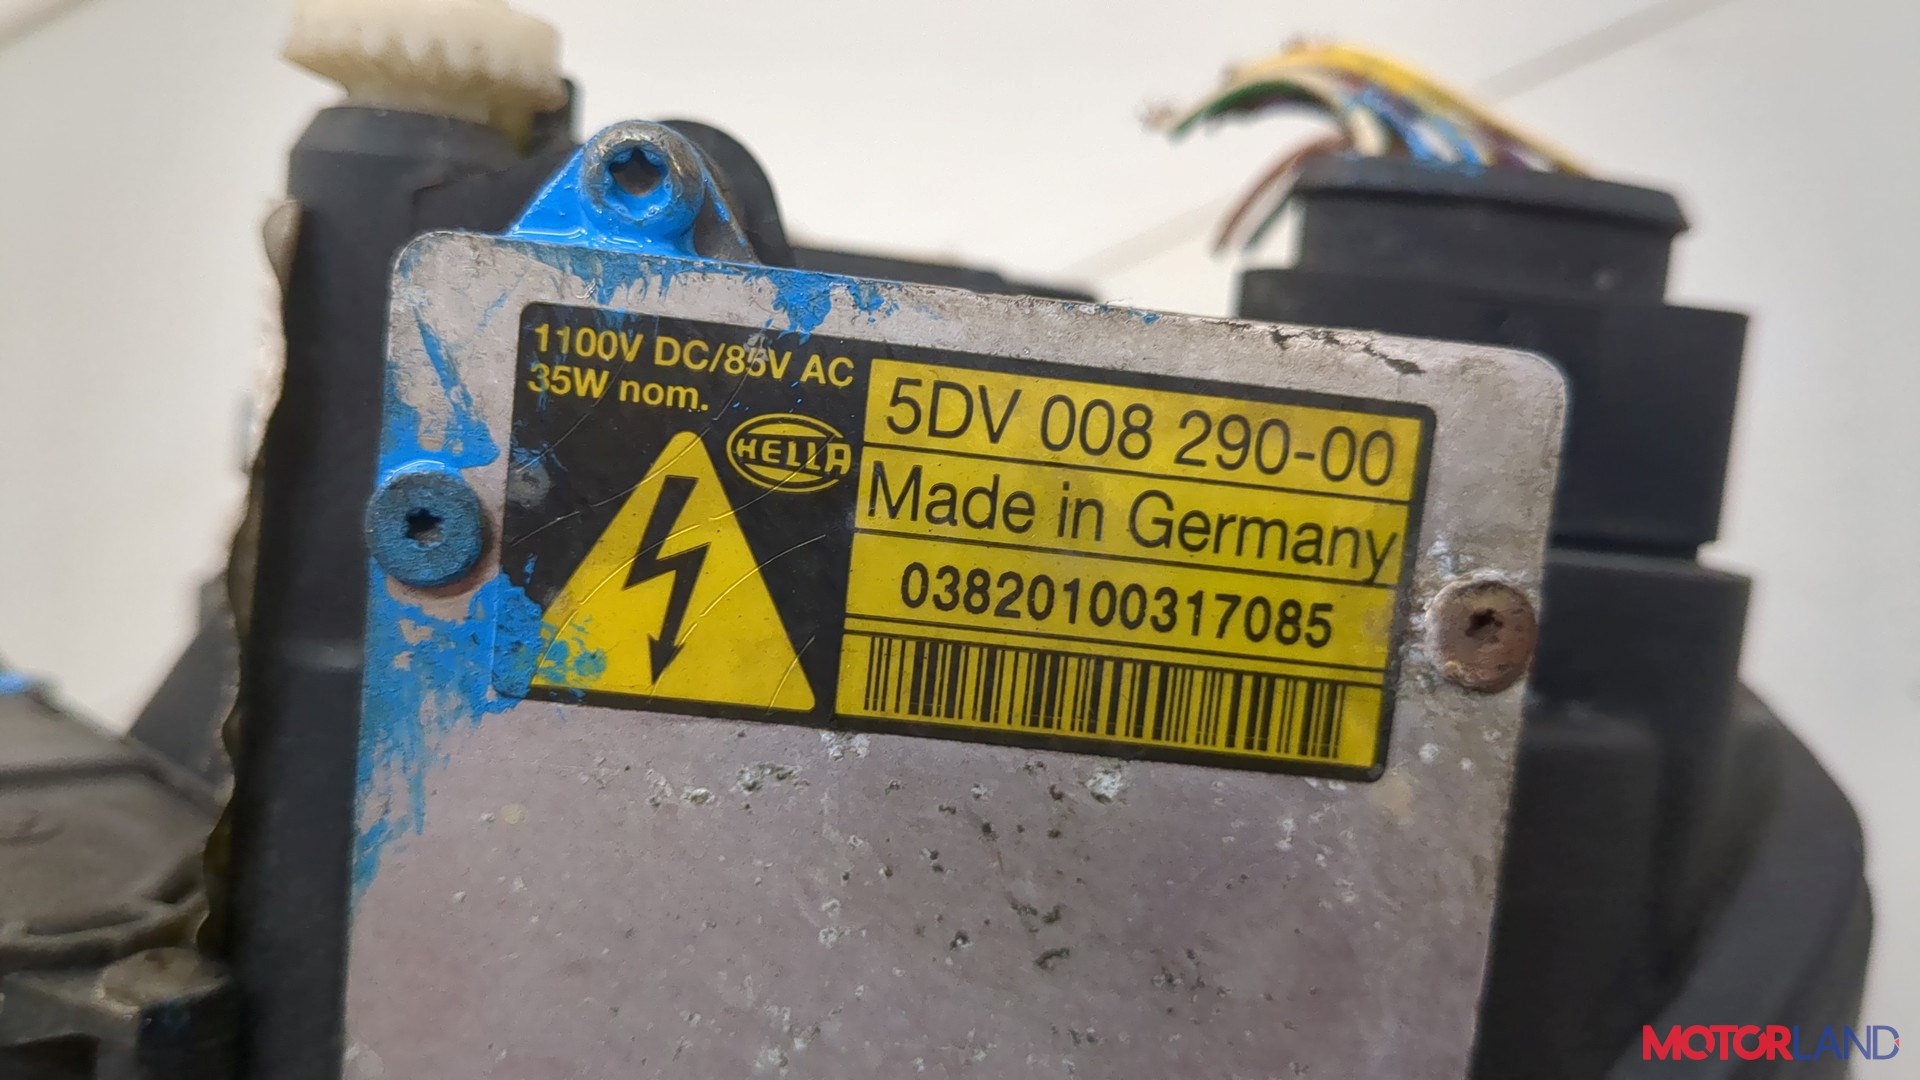 1100V DC/85V AC
35W nom.
HELLA
5DV 008 290-00
Made in Germany
03820100317085
MOTORLAND